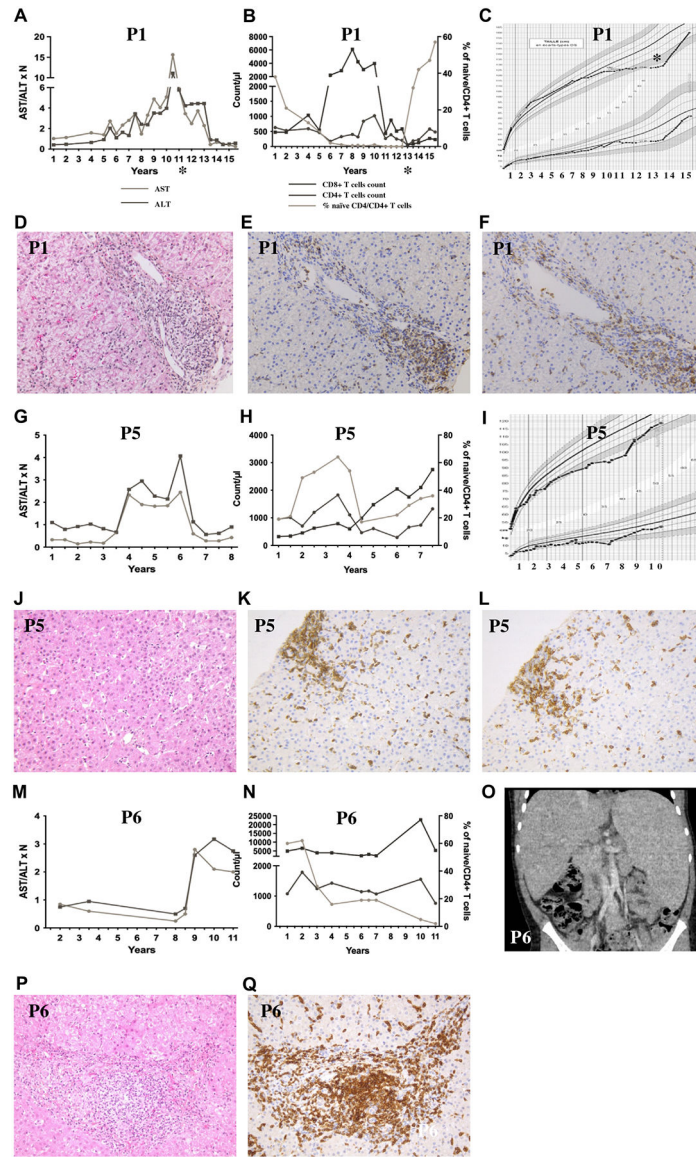 A
P1
AST/ALT x N
20
15
10
6
4
2
0
1 2 3 4 5 6 7 8 9 10 11 12 13 14 15
Years
*
AST
ALT
B
P1
Count/µl
8000
7000
6000
5000
4000
3000
2000
1000
500
0
60
40
20
0
% of naive/CD4+ T cells
1 2 3 4 5 6 7 8 9 10 11 12 13 14 15
Years
*
CD8+ T cells count
CD4+ T cells count
% naïve CD4/CD4+ T cells
C
P1
*
1 2 3 4 5 6 7 8 9 10 11 12 13 14 15
D
P1
E
P1
F
P1
G
P5
AST/ALT x N
5
4
3
2
1
0
1 2 3 4 5 6 7 8
Years
H
P5
Count/µl
4000
3000
2000
1000
0
80
60
40
20
0
% of naive/CD4+ T cells
1 2 3 4 5 6 7
Years
I
P5
1 2 3 4 5 6 7 8 9 10
J
P5
K
P5
L
P5
M
P6
AST/ALT x N
4
3
2
1
0
2 3 4 5 6 7 8 9 10 11
Years
N
P6
Count/µl
25000
20000
15000
10000
5000
2000
1000
0
80
60
40
20
0
% of naive/CD4+ T cells
1 2 3 4 5 6 7 8 9 10 11
Years
O
P6
P
P6
Q
P6
P6